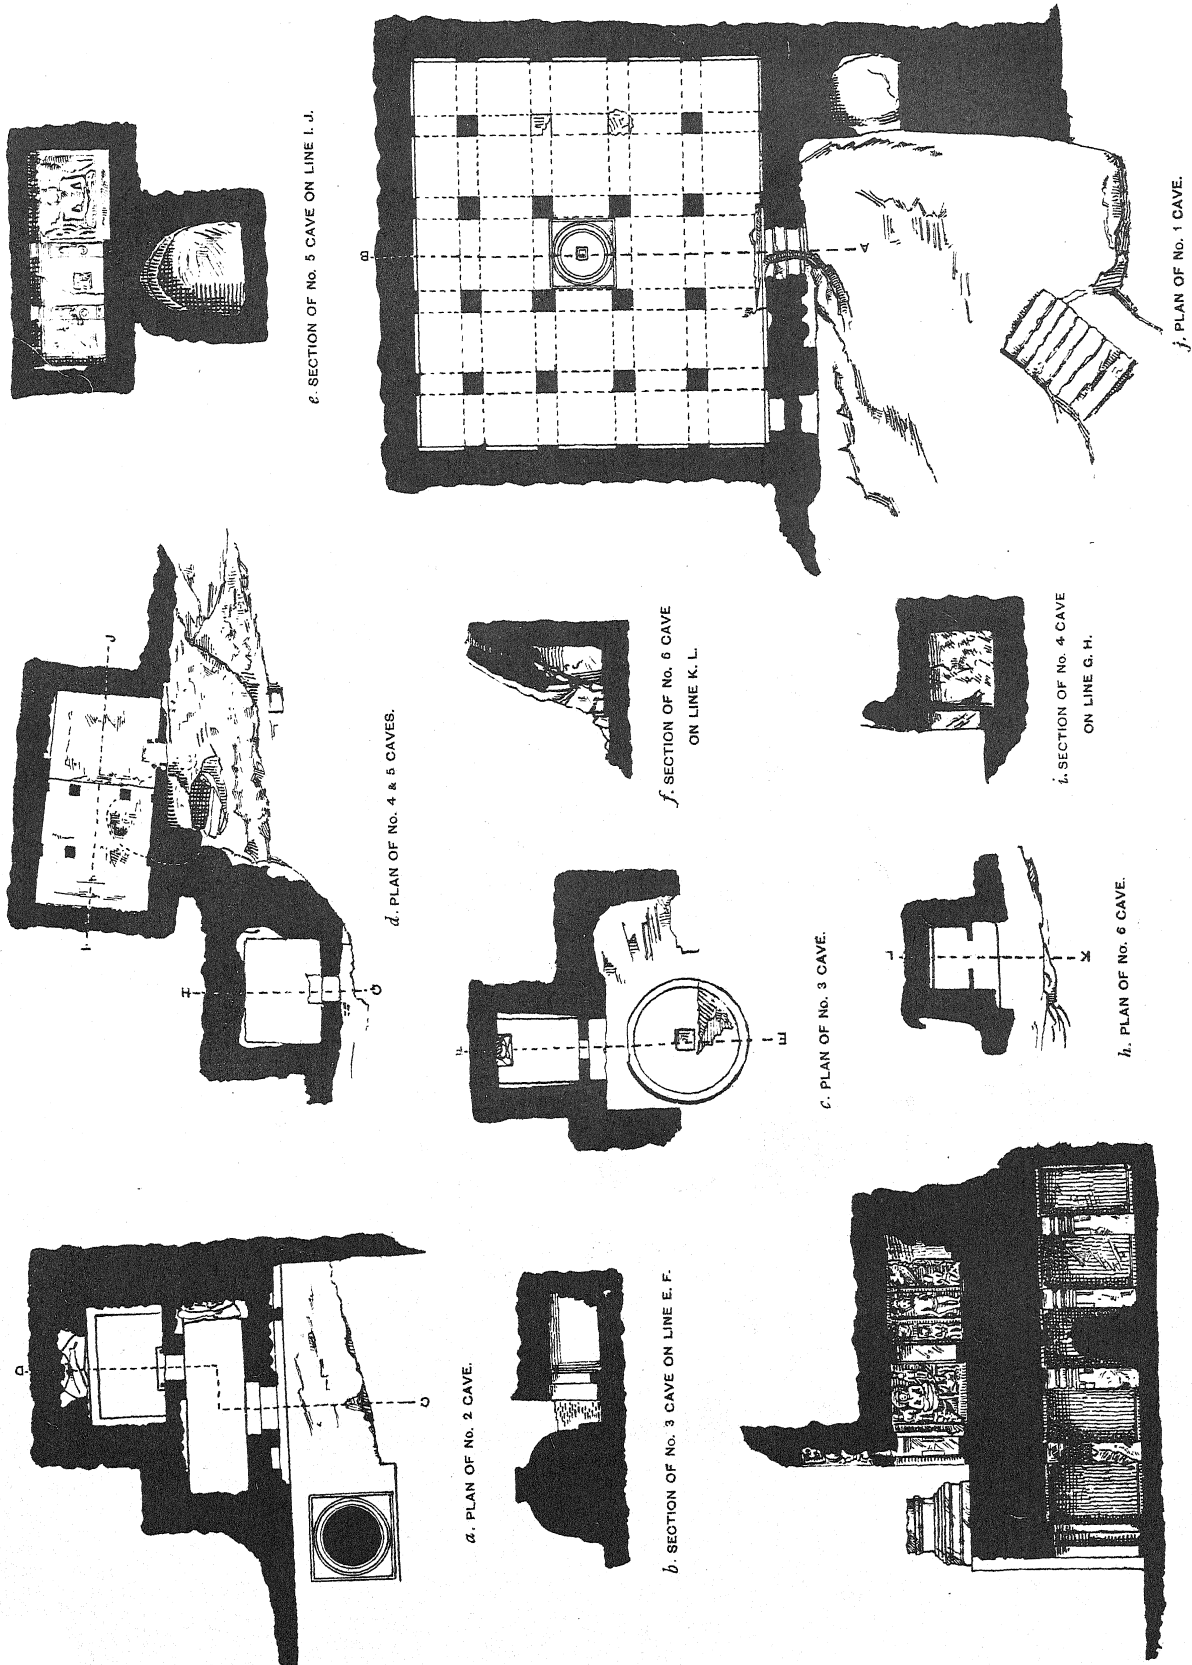 e. SECTION OF No. 5 CAVE ON LINE I. J.
j. PLAN OF No. 1 CAVE.
B
A
d. PLAN OF No. 4 & 5 CAVES.
I
J
H
G
f. SECTION OF No. 6 CAVE
ON LINE K. L.
i. SECTION OF No. 4 CAVE
ON LINE G. H.
c. PLAN OF No. 3 CAVE.
F
E
h. PLAN OF No. 6 CAVE.
L
K
a. PLAN OF No. 2 CAVE.
D
C
b. SECTION OF No. 3 CAVE ON LINE E. F.